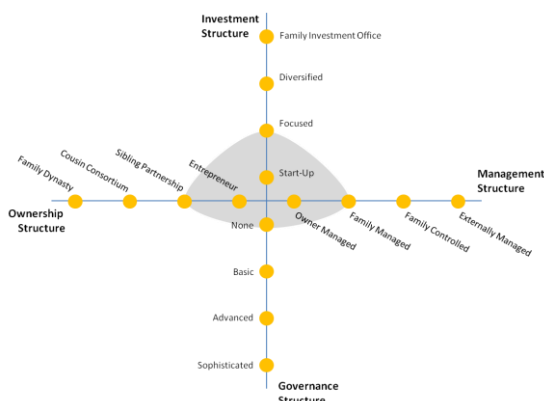 Investment
Structure
Family Investment Office
Diversified
Focused
Start-Up
Family Dynasty
Cousin Consortium
Sibling Partnership
Entrepreneur
Ownership
Structure
Management
Structure
Owner Managed
Family Managed
Family Controlled
Externally Managed
None
Basic
Advanced
Sophisticated
Governance
Structure